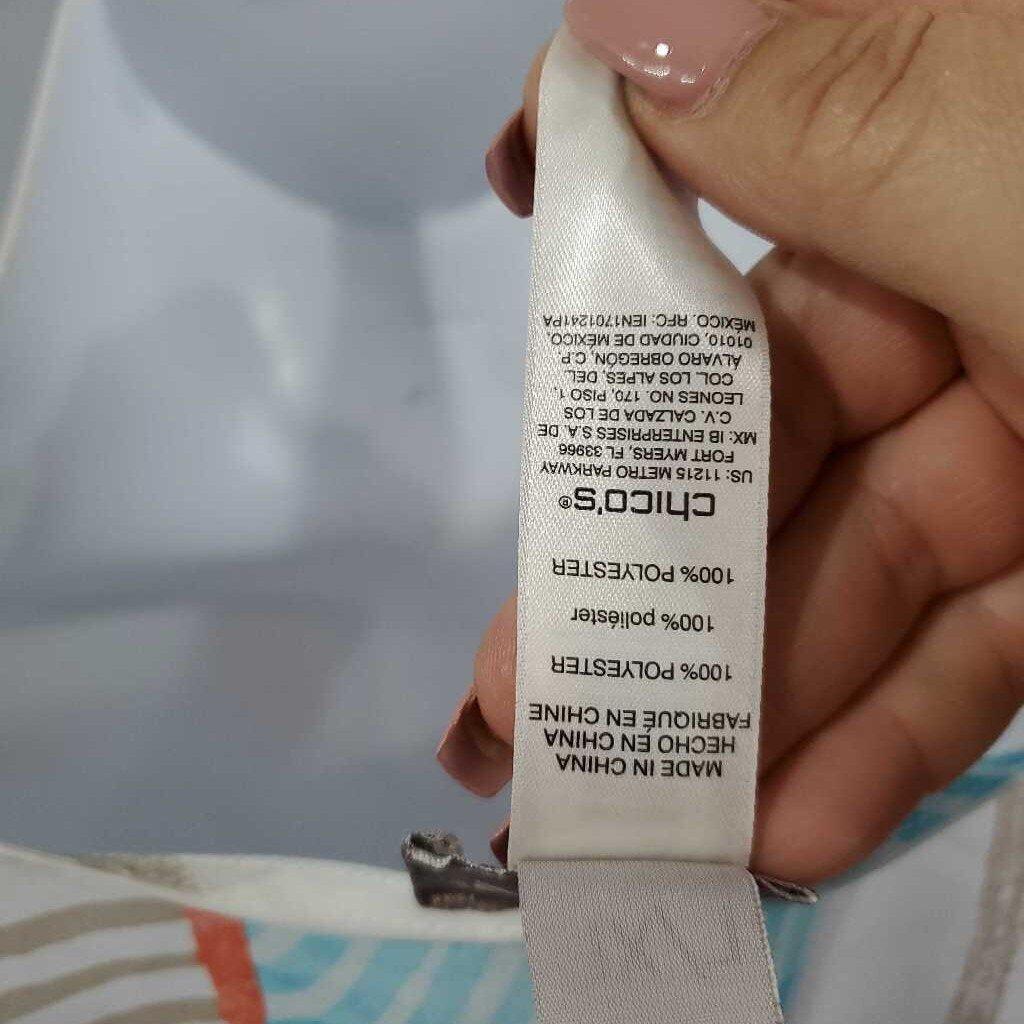 MADE IN CHINA
HECHO EN CHINA
FABRIQUÉ EN CHINE
100% POLYESTER
100% poliéster
100% POLYESTER
chico's®
US: 11215 METRO PARKWAY
FORT MYERS, FL 33966
MX: IB ENTERPRISES S.A. DE
C.V. CALZADA DE LOS
LEONES NO. 170, PISO 1,
COL. LOS ALPES, DEL.
ÁLVARO OBREGÓN, C.P.
01010, CIUDAD DE MÉXICO,
MÉXICO. RFC: IEN1701241PA